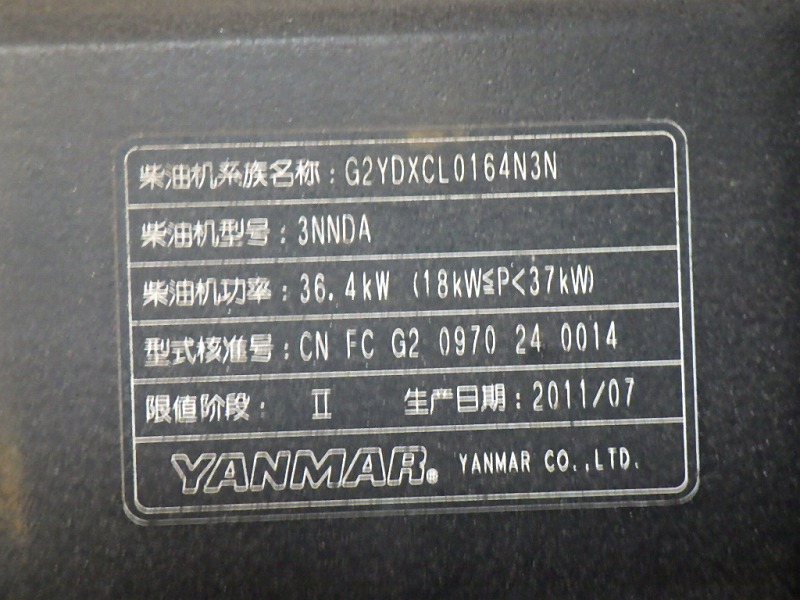 柴油机系族名称：G2YDXCL0164N3N
柴油机型号：3NNDA
柴油机功率：36.4kW (18kW≦P<37kW)
型式核准号：CN FC G2 0970 24 0014
限值阶段： Ⅱ 生产日期：2011/07
YANMAR® YANMAR CO.,LTD.